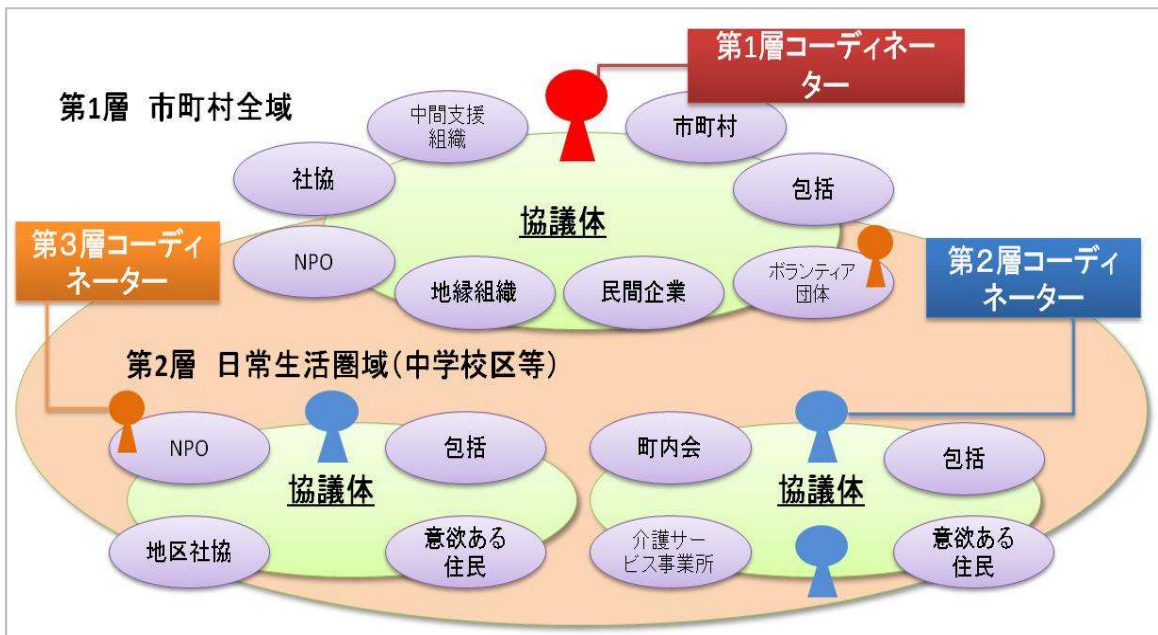 第1層コーディネー
ター
第1層 市町村全域
中間支援
組織
市町村
社協
包括
協議体
第３層コーディ
ネーター
NPO
ボランティア
団体
第２層コーディ
ネーター
地縁組織
民間企業
第2層 日常生活圏域(中学校区等)
NPO
包括
町内会
包括
協議体
協議体
地区社協
意欲ある
住民
介護サー
ビス事業所
意欲ある
住民